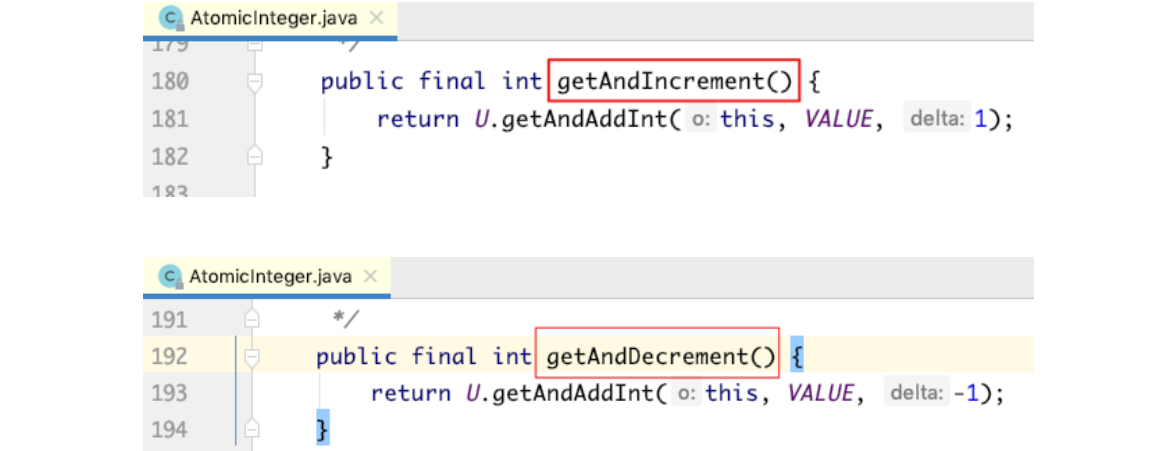 AtomicInteger.java
179 */
180 public final int getAndIncrement() {
181 return U.getAndAddInt( o: this, VALUE, delta: 1);
182 }
183
AtomicInteger.java
191 */
192 public final int getAndDecrement() {
193 return U.getAndAddInt( o: this, VALUE, delta: -1);
194 }